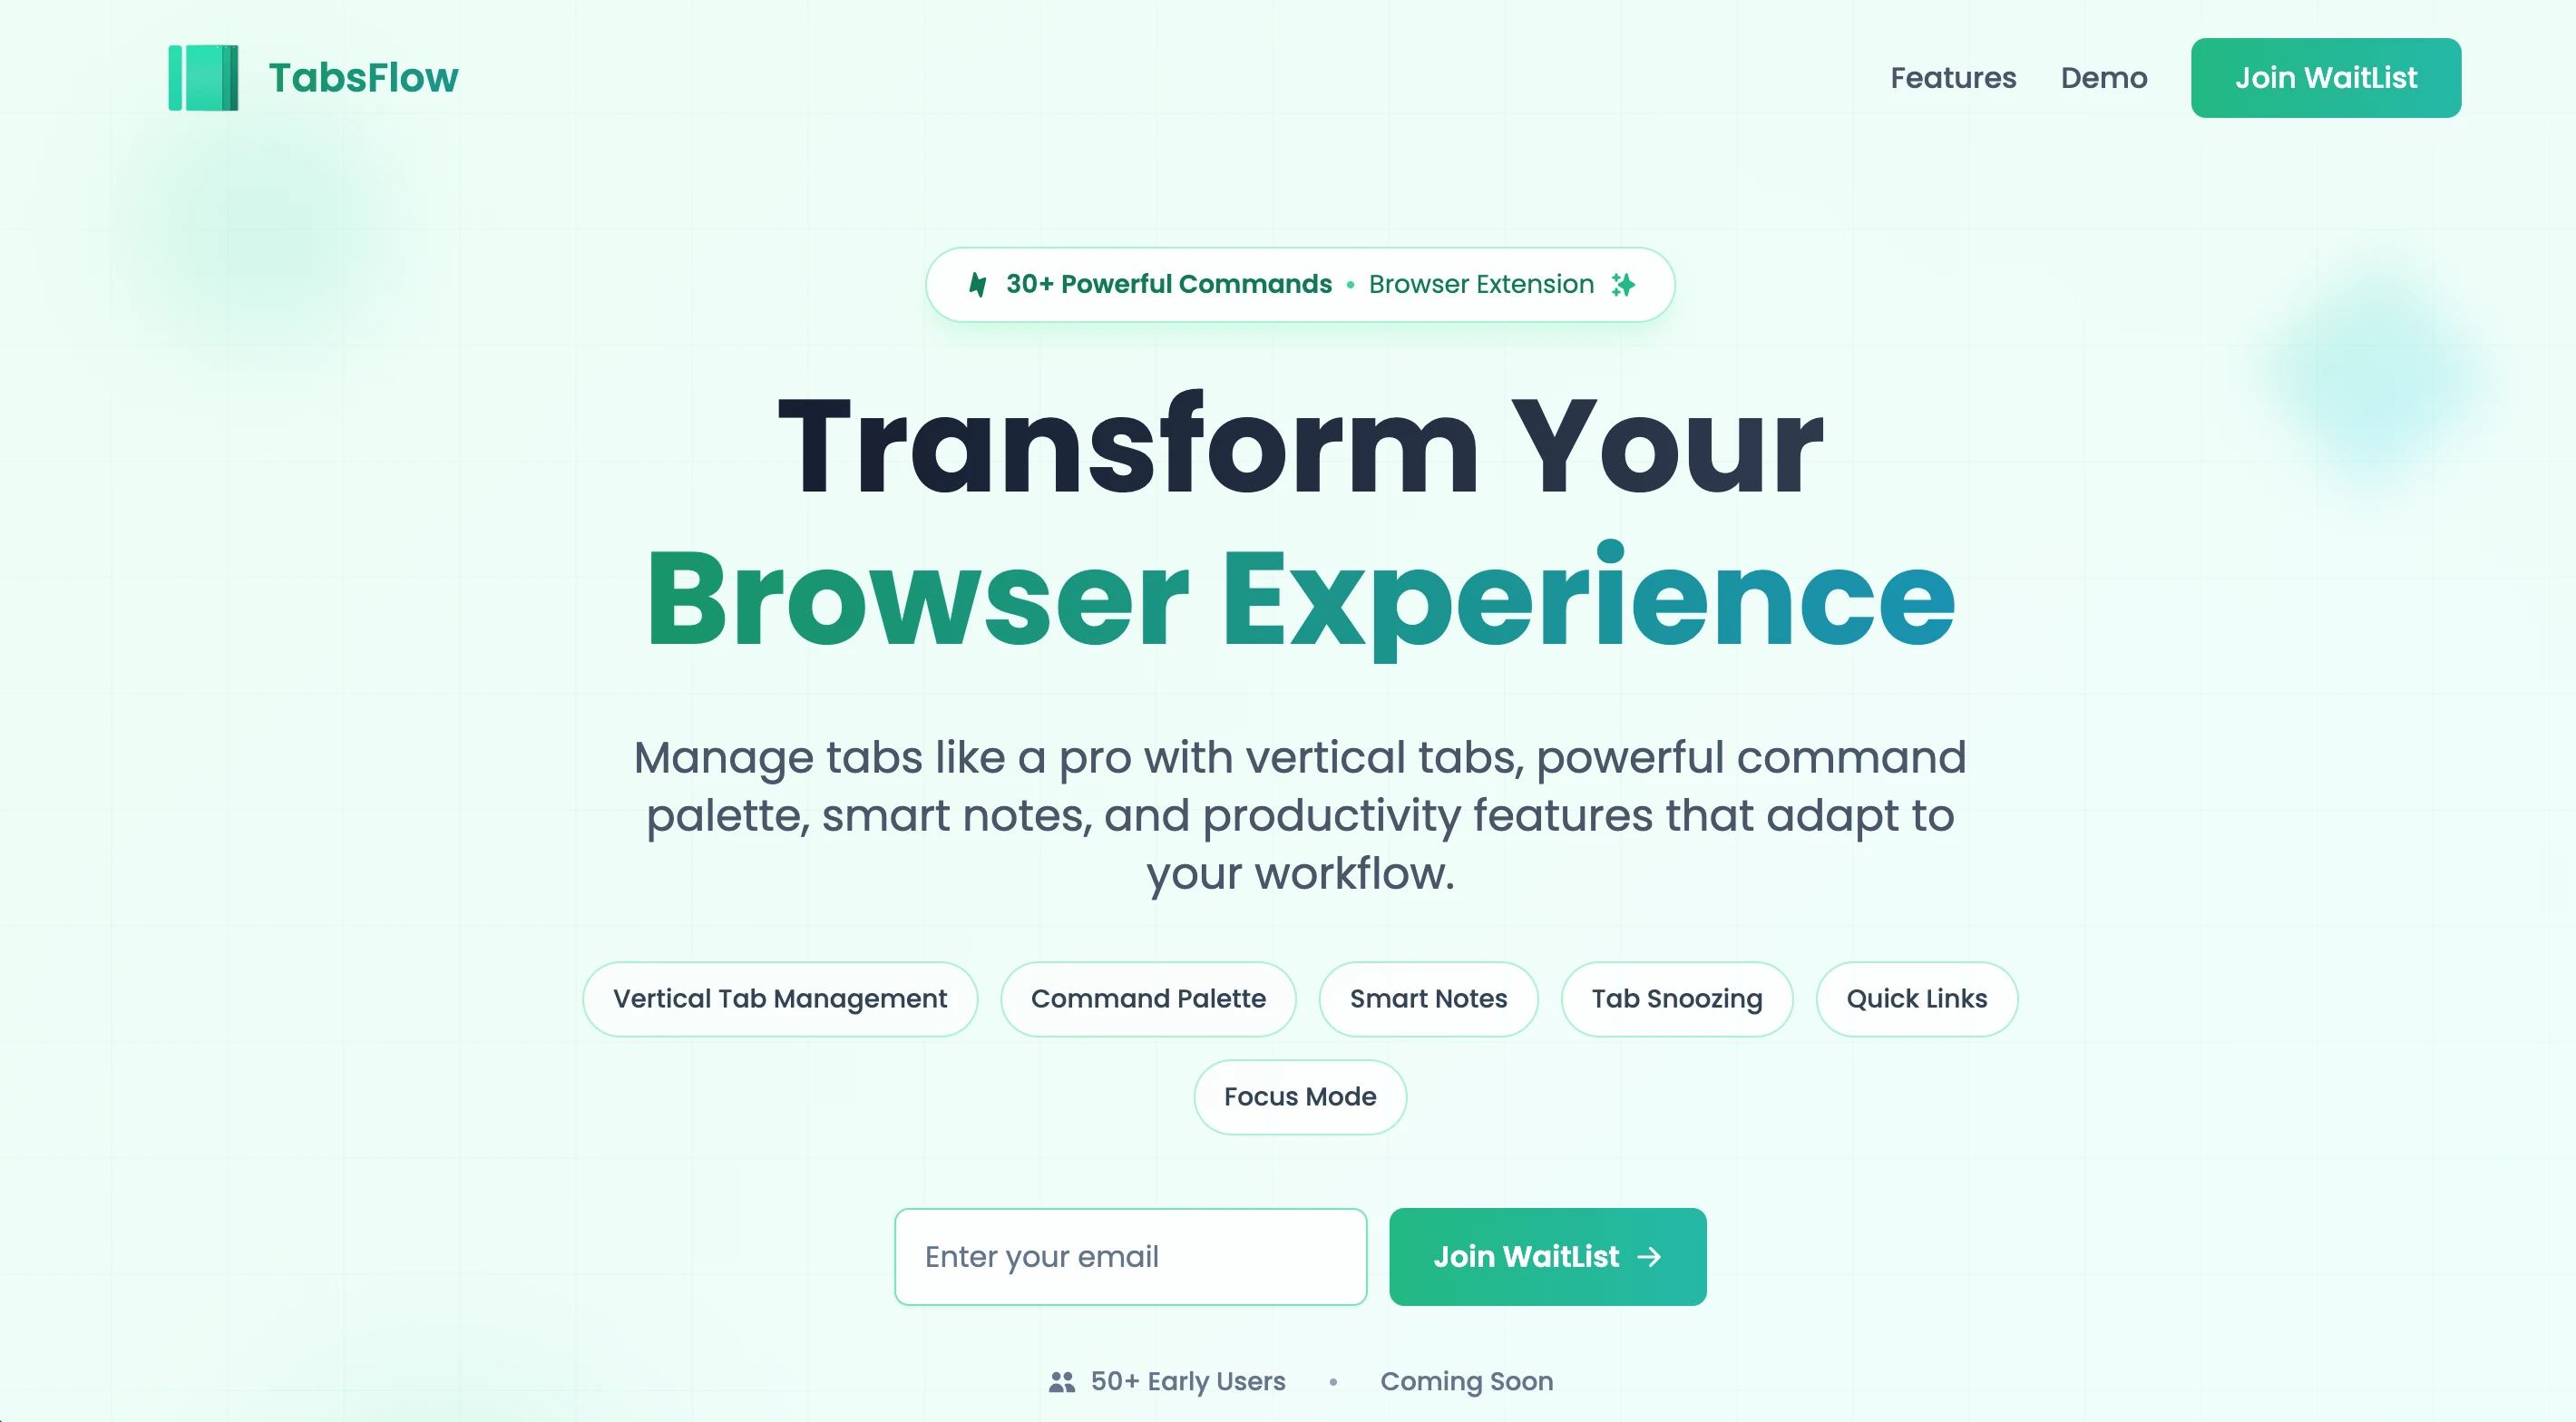 TabsFlow
Features
Demo
Join WaitList
30+ Powerful Commands • Browser Extension
Transform Your
Browser Experience
Manage tabs like a pro with vertical tabs, powerful command
palette, smart notes, and productivity features that adapt to
your workflow.
Vertical Tab Management
Command Palette
Smart Notes
Tab Snoozing
Quick Links
Focus Mode
Enter your email
Join WaitList →
50+ Early Users • Coming Soon